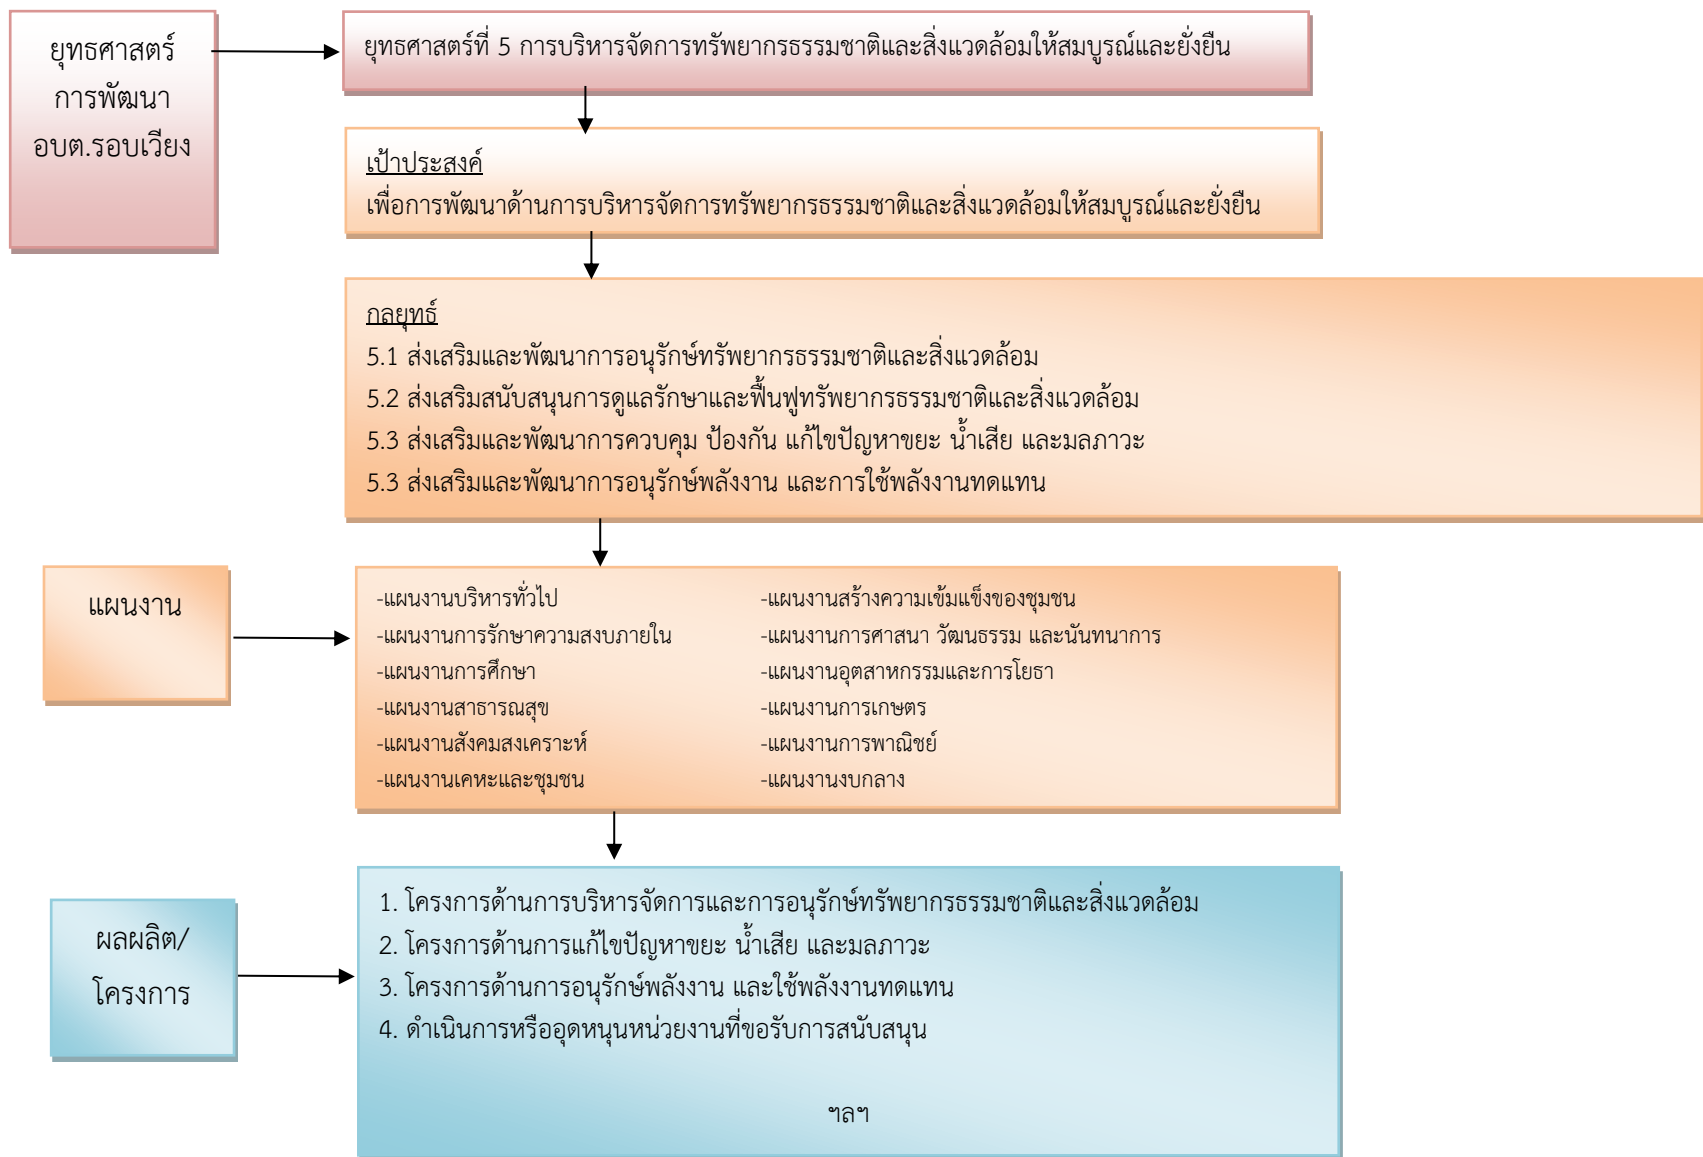 ยุทธศาสตร์
การพัฒนา
อบต.รอบเวียง
ยุทธศาสตร์ที่ 5 การบริหารจัดการทรัพยากรธรรมชาติและสิ่งแวดล้อมให้สมบูรณ์และยั่งยืน
เป้าประสงค์
เพื่อการพัฒนาด้านการบริหารจัดการทรัพยากรธรรมชาติและสิ่งแวดล้อมให้สมบูรณ์และยั่งยืน
กลยุทธ์
5.1 ส่งเสริมและพัฒนาการอนุรักษ์ทรัพยากรธรรมชาติและสิ่งแวดล้อม
5.2 ส่งเสริมสนับสนุนการดูแลรักษาและฟื้นฟูทรัพยากรธรรมชาติและสิ่งแวดล้อม
5.3 ส่งเสริมและพัฒนาการควบคุม ป้องกัน แก้ไขปัญหาขยะ น้ำเสีย และมลภาวะ
5.3 ส่งเสริมและพัฒนาการอนุรักษ์พลังงาน และการใช้พลังงานทดแทน
แผนงาน
-แผนงานบริหารทั่วไป
-แผนงานการรักษาความสงบภายใน
-แผนงานการศึกษา
-แผนงานสาธารณสุข
-แผนงานสังคมสงเคราะห์
-แผนงานเคหะและชุมชน
-แผนงานสร้างความเข้มแข็งของชุมชน
-แผนงานการศาสนา วัฒนธรรม และนันทนาการ
-แผนงานอุตสาหกรรมและการโยธา
-แผนงานการเกษตร
-แผนงานการพาณิชย์
-แผนงานงบกลาง
ผลผลิต/
โครงการ
1. โครงการด้านการบริหารจัดการและการอนุรักษ์ทรัพยากรธรรมชาติและสิ่งแวดล้อม
2. โครงการด้านการแก้ไขปัญหาขยะ น้ำเสีย และมลภาวะ
3. โครงการด้านการอนุรักษ์พลังงาน และใช้พลังงานทดแทน
4. ดำเนินการหรืออุดหนุนหน่วยงานที่ขอรับการสนับสนุน
ฯลฯ